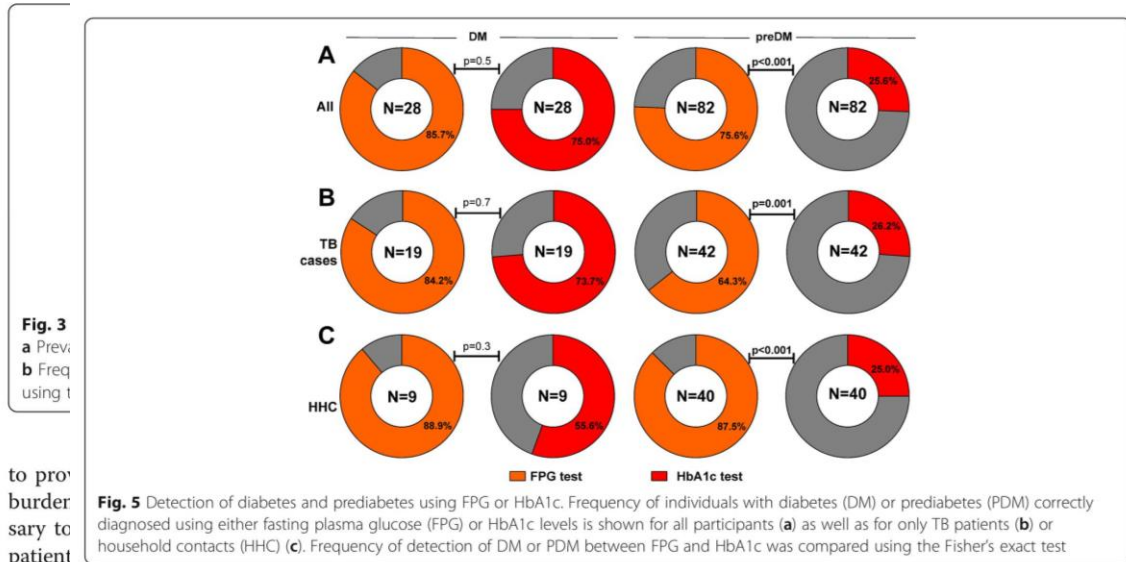 DM
preDM
A
p=0.5
p<0.001
All
N=28
85.7%
N=28
75.0%
N=82
75.6%
N=82
25.6%
B
p=0.7
p=0.001
TB
cases
N=19
84.2%
N=19
73.7%
N=42
64.3%
N=42
26.2%
C
p=0.3
p<0.001
HHC
N=9
88.9%
N=9
55.6%
N=40
87.5%
N=40
25.0%
FPG test
HbA1c test
Fig. 5 Detection of diabetes and prediabetes using FPG or HbA1c. Frequency of individuals with diabetes (DM) or prediabetes (PDM) correctly
diagnosed using either fasting plasma glucose (FPG) or HbA1c levels is shown for all participants (a) as well as for only TB patients (b) or
household contacts (HHC) (c). Frequency of detection of DM or PDM between FPG and HbA1c was compared using the Fisher's exact test
Fig. 3
a
b
using
to
burden
sary to
patient